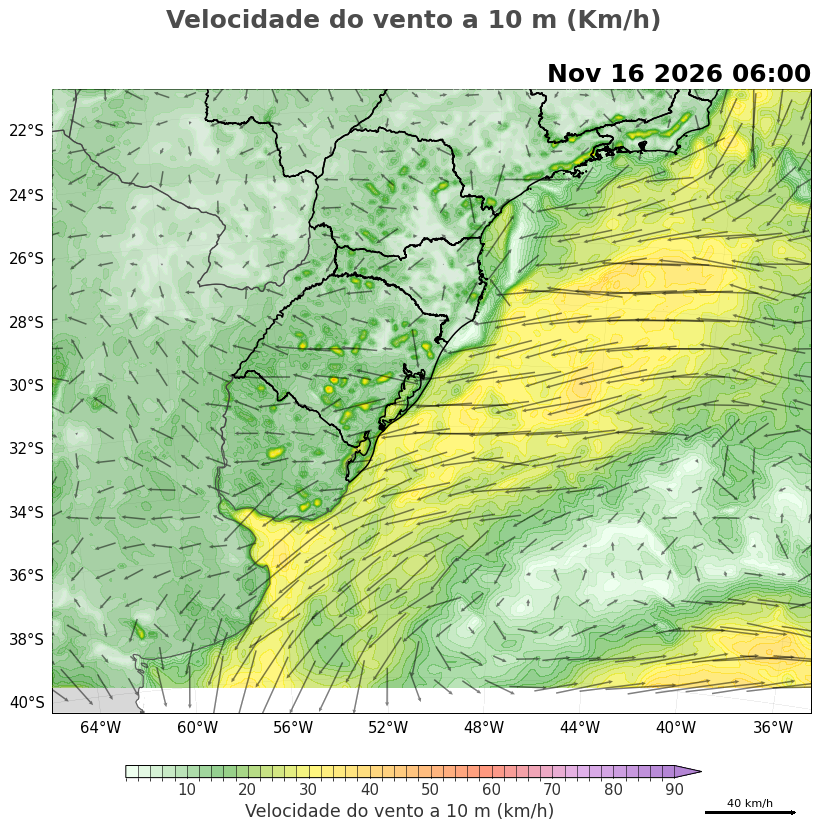 Velocidade do vento a 10 m (Km/h)
Nov 16 2026 06:00
22°S
24°S
26°S
28°S
30°S
32°S
34°S
36°S
38°S
40°S
64°W 60°W 56°W 52°W 48°W 44°W 40°W 36°W
10 20 30 40 50 60 70 80 90
Velocidade do vento a 10 m (km/h)
40 km/h